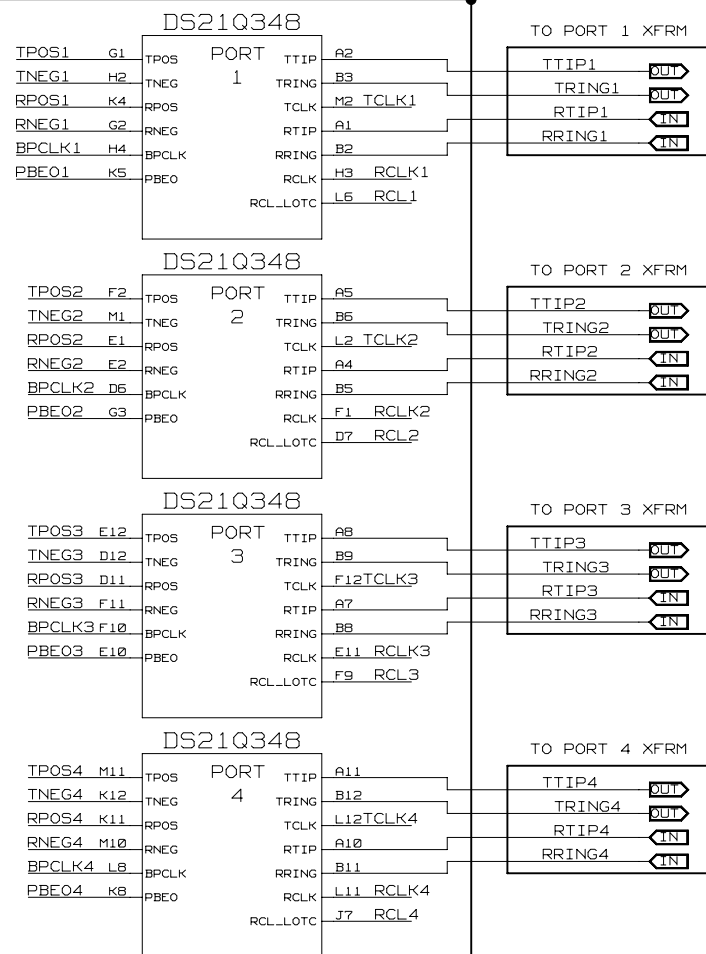 DS21Q348
TO PORT 1 XFRM
TPOS1 G1 TPOS PORT TTIP A2 TTIP1 OUT
TNEG1 H2 TNEG 1 TRING B3 TRING1 OUT
RPOS1 K4 RPOS TCLK M2 TCLK1 RTIP1 IN
RNEG1 G2 RNEG RTIP A1 RRING1 IN
BPCLK1 H4 BPCLK RRING B2
PBEO1 K5 PBEO RCLK H3 RCLK1
RCL_LOTC L6 RCL1
DS21Q348
TO PORT 2 XFRM
TPOS2 F2 TPOS PORT TTIP A5 TTIP2 OUT
TNEG2 M1 TNEG 2 TRING B6 TRING2 OUT
RPOS2 E1 RPOS TCLK L2 TCLK2 RTIP2 IN
RNEG2 E2 RNEG RTIP A4 RRING2 IN
BPCLK2 D6 BPCLK RRING B5
PBEO2 G3 PBEO RCLK F1 RCLK2
RCL_LOTC D7 RCL2
DS21Q348
TO PORT 3 XFRM
TPOS3 E12 TPOS PORT TTIP A8 TTIP3 OUT
TNEG3 D12 TNEG 3 TRING B9 TRING3 OUT
RPOS3 D11 RPOS TCLK F12 TCLK3 RTIP3 IN
RNEG3 F11 RNEG RTIP A7 RRING3 IN
BPCLK3 F10 BPCLK RRING B8
PBEO3 E10 PBEO RCLK E11 RCLK3
RCL_LOTC F9 RCL3
DS21Q348
TO PORT 4 XFRM
TPOS4 M11 TPOS PORT TTIP A11 TTIP4 OUT
TNEG4 K12 TNEG 4 TRING B12 TRING4 OUT
RPOS4 K11 RPOS TCLK L12 TCLK4 RTIP4 IN
RNEG4 M10 RNEG RTIP A10 RRING4 IN
BPCLK4 L8 BPCLK RRING B11
PBEO4 K8 PBEO RCLK L11 RCLK4
RCL_LOTC J7 RCL4